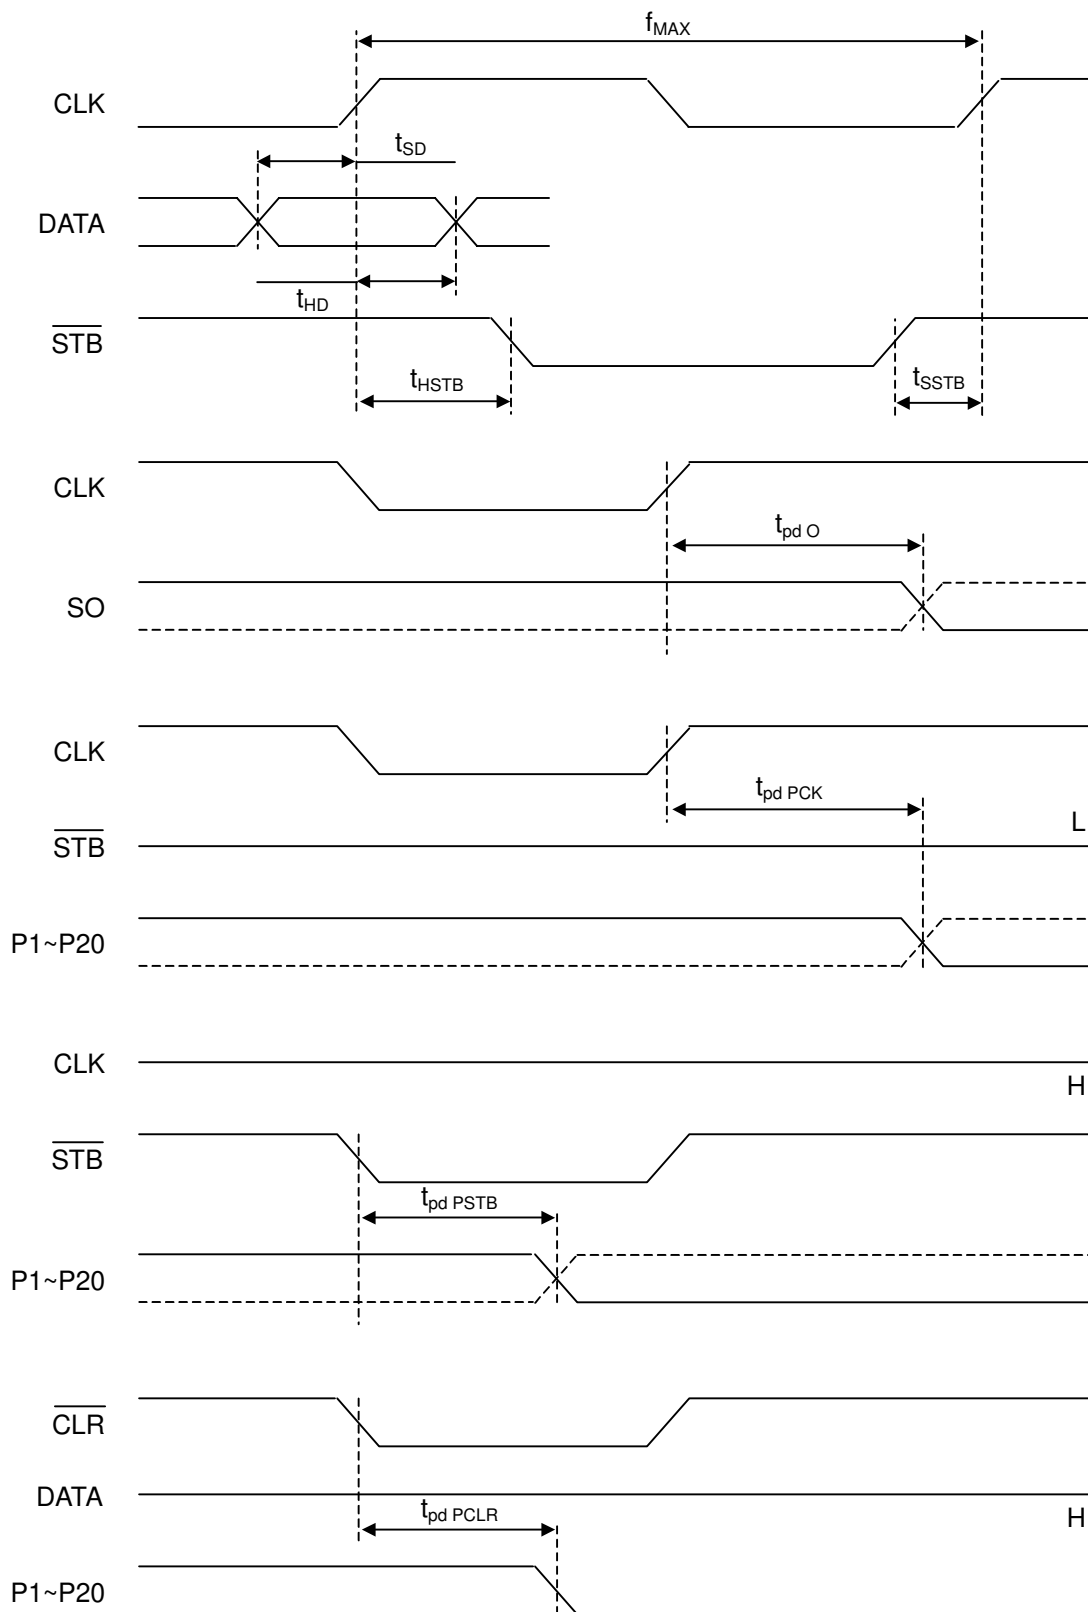 fMAX
CLK
tSD
DATA
tHD
STB
tHSTB
tSSTB
CLK
tpd O
SO
CLK
tpd PCK
L
STB
P1~P20
CLK
H
STB
tpd PSTB
P1~P20
CLR
DATA
H
tpd PCLR
P1~P20